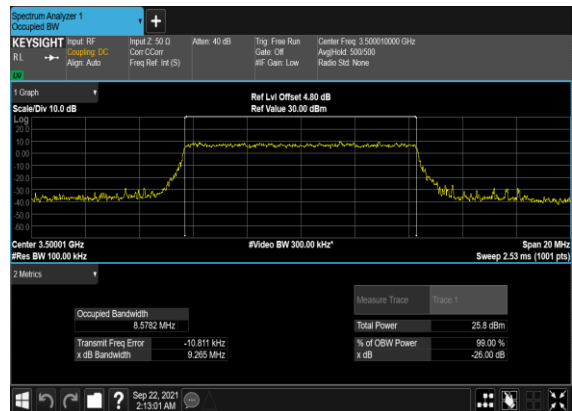 Spectrum Analyzer 1
Occupied BW
KEYSIGHT Input: RF Input Z: 50 Ω Atten: 40 dB Trig: Free Run Center Freq: 3.500010000 GHz
RL Coupling: DC Corr CCorr Gate: Off Avg|Hold: 500/500
Align: Auto Freq Ref: Int (S) #IF Gain: Low Radio Std: None
1 Graph
Ref Lvl Offset 4.80 dB
Scale/Div 10.0 dB Ref Value 30.00 dBm
Log
20.0
10.0
0.00
-10.0
-20.0
-30.0
-40.0
-50.0
-60.0
Center 3.50001 GHz #Video BW 300.00 kHz* Span 20 MHz
#Res BW 100.00 kHz Sweep 2.53 ms (1001 pts)
2 Metrics
Measure Trace Trace 1
Occupied Bandwidth
8.5782 MHz Total Power 25.8 dBm
Transmit Freq Error -10.811 kHz % of OBW Power 99.00 %
x dB Bandwidth 9.265 MHz x dB -26.00 dB
? Sep 22, 2021
2:13:01 AM